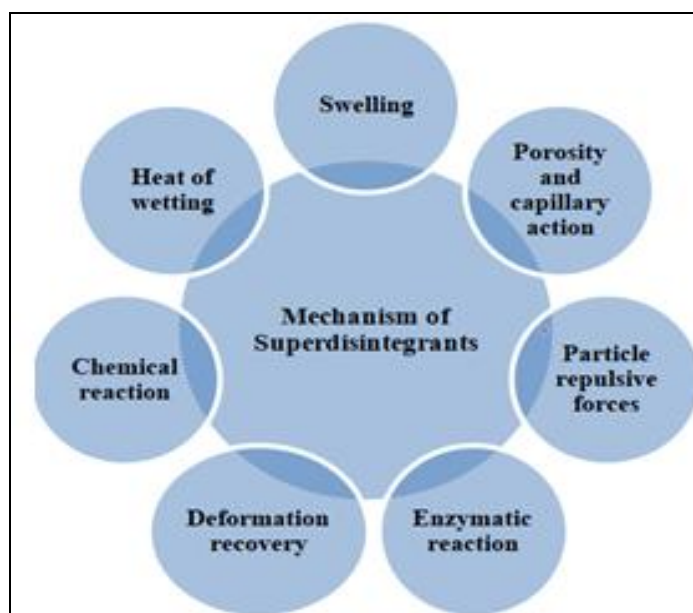 Swelling
Porosity
and
capillary
action
Particle
repulsive
forces
Enzymatic
reaction
Deformation
recovery
Chemical
reaction
Heat of
wetting
Mechanism of
Superdisintegrants